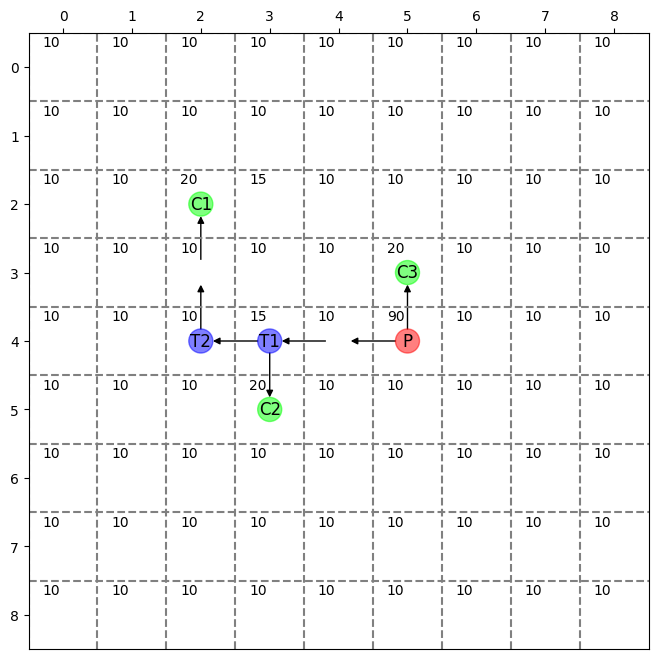 0 1 2 3 4 5 6 7 8
10 10 10 10 10 10 10 10 10
0
10 10 10 10 10 10 10 10 10
1
10 10 20 15 10 10 10 10 10
2 C1
10 10 10 10 10 20 10 10 10
3 C3
10 10 10 15 10 90 10 10 10
4 T2 T1 P
10 10 10 20 10 10 10 10 10
5 C2
10 10 10 10 10 10 10 10 10
6
10 10 10 10 10 10 10 10 10
7
10 10 10 10 10 10 10 10 10
8